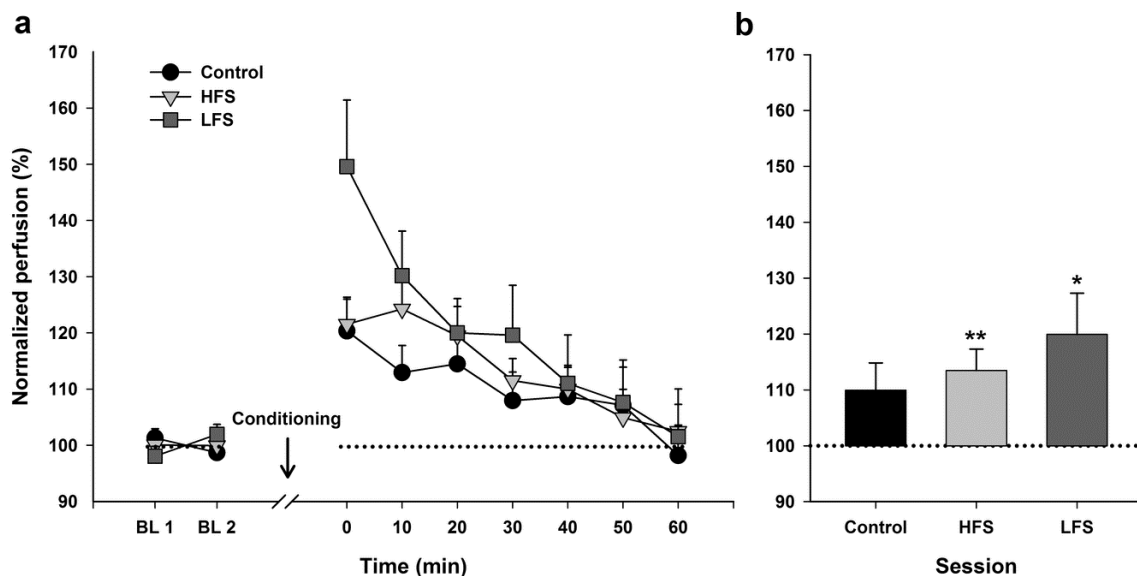 a
170
160
150
140
130
120
110
100
90
Normalized perfusion (%)
Control
HFS
LFS
Conditioning
BL 1 BL 2 0 10 20 30 40 50 60
Time (min)
b
170
160
150
140
130
120
110
100
90
**
*
Control HFS LFS
Session